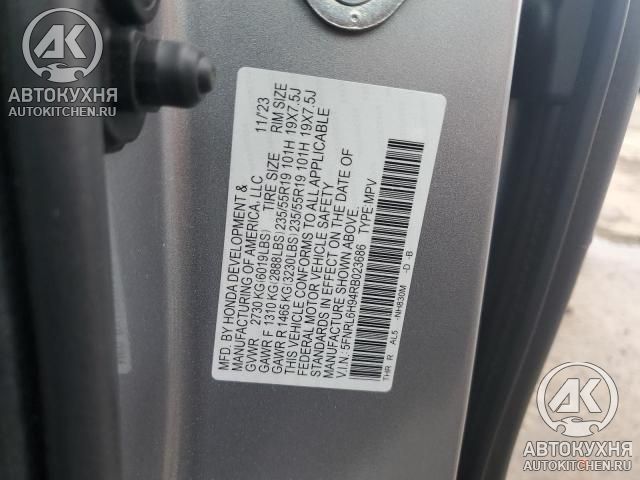 AK
АВТОКУХНЯ
AUTOKITCHEN.RU
MFD. BY HONDA DEVELOPMENT & 11/'23
MANUFACTURING OF AMERICA, LLC
GVWR 2730 KG(6019LBS) TIRE SIZE RIM SIZE
GAWR F 1310 KG(2888LBS) 235/55R19 101H 19X7.5J
GAWR R 1465 KG(3230LBS) 235/55R19 101H 19X7.5J
THIS VEHICLE CONFORMS TO ALL APPLICABLE
FEDERAL MOTOR VEHICLE SAFETY
STANDARDS IN EFFECT ON THE DATE OF
MANUFACTURE SHOWN ABOVE.
V.I.N: 5FNRL6H94RB023686 TYPE:MPV
THR R AL5 -NH830M -D -B
AK
АВТОКУХНЯ
AUTOKITCHEN.RU